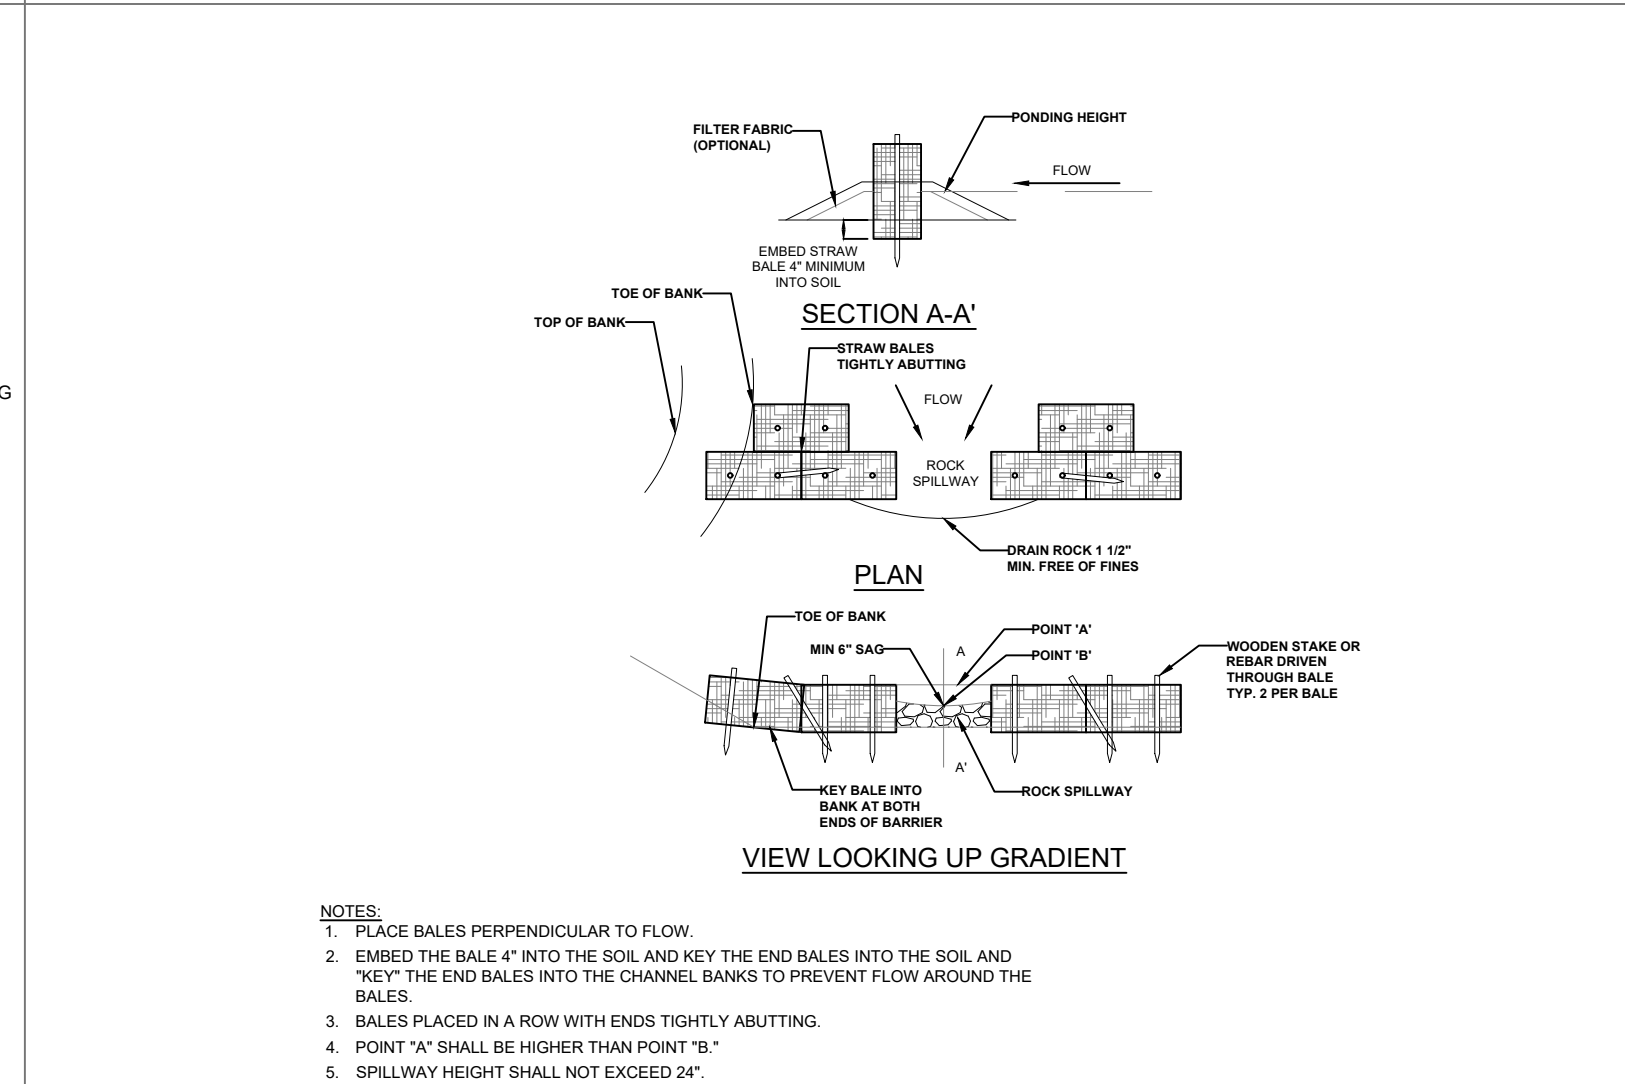 FILTER FABRIC
(OPTIONAL)
PONDING HEIGHT
FLOW
EMBED STRAW
BALE 4" MINIMUM
INTO SOIL
SECTION A-A'
TOE OF BANK
TOP OF BANK
STRAW BALES
TIGHTLY ABUTTING
G
FLOW
ROCK
SPILLWAY
DRAIN ROCK 1 1/2"
MIN. FREE OF FINES
PLAN
TOE OF BANK
MIN 6" SAG
A
POINT 'A'
POINT 'B'
WOODEN STAKE OR
REBAR DRIVEN
THROUGH BALE
TYP. 2 PER BALE
A'
KEY BALE INTO
BANK AT BOTH
ENDS OF BARRIER
ROCK SPILLWAY
VIEW LOOKING UP GRADIENT
NOTES:
1. PLACE BALES PERPENDICULAR TO FLOW.
2. EMBED THE BALE 4" INTO THE SOIL AND KEY THE END BALES INTO THE SOIL AND
"KEY" THE END BALES INTO THE CHANNEL BANKS TO PREVENT FLOW AROUND THE
BALES.
3. BALES PLACED IN A ROW WITH ENDS TIGHTLY ABUTTING.
4. POINT "A" SHALL BE HIGHER THAN POINT "B."
5. SPILLWAY HEIGHT SHALL NOT EXCEED 24".